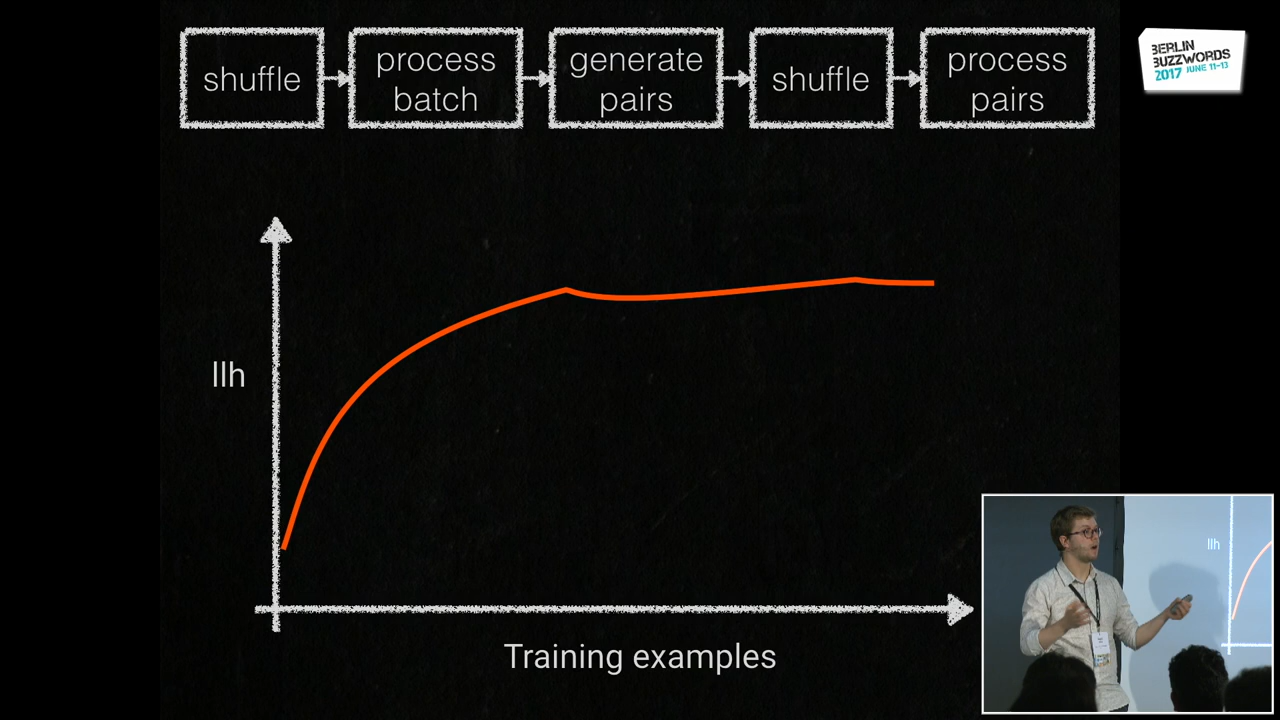 shuffle
process
batch
generate
pairs
shuffle
process
pairs
BERLIN
BUZZWORDS
2017 JUNE 11-13
llh
Training examples
llh